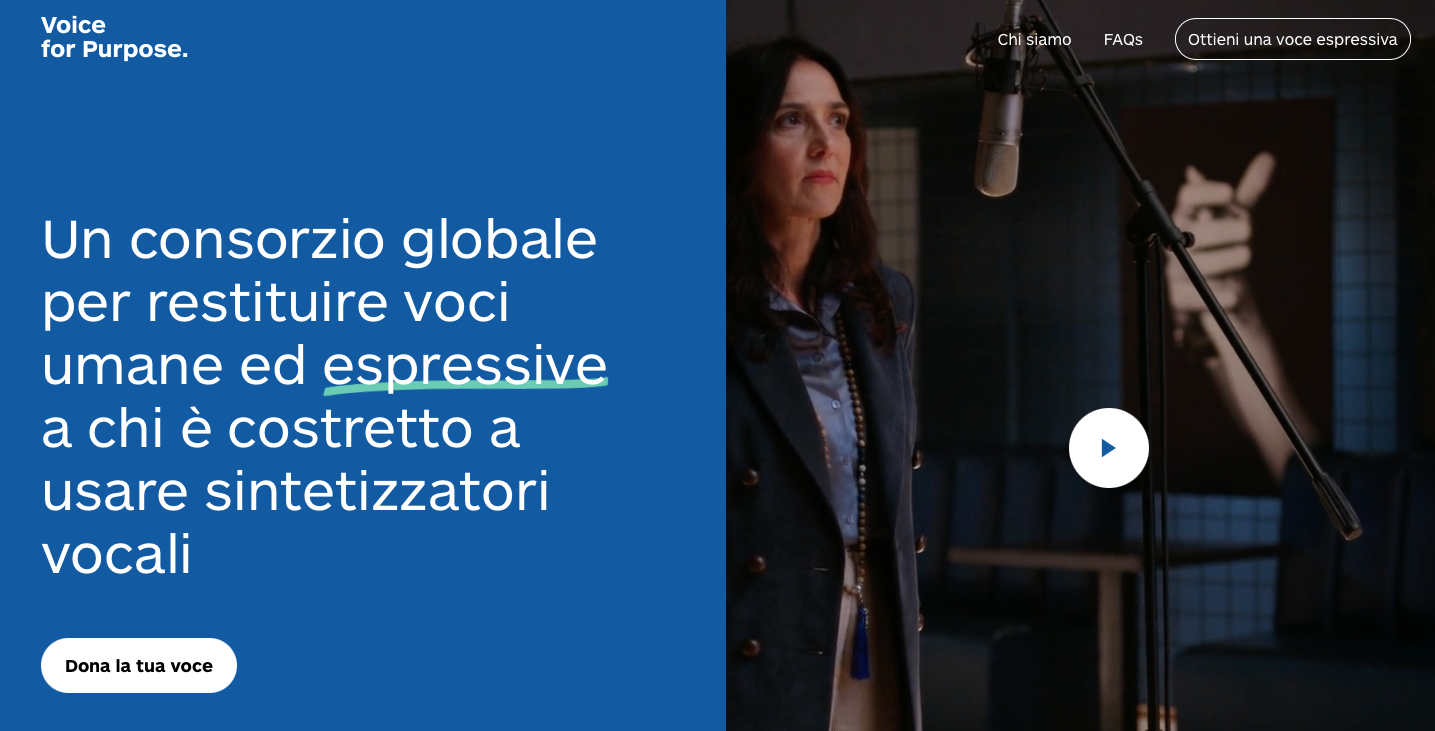 Voice
for Purpose.
Chi siamo
FAQs
Ottieni una voce espressiva
Un consorzio globale
per restituire voci
umane ed espressive
a chi è costretto a
usare sintetizzatori
vocali
Dona la tua voce